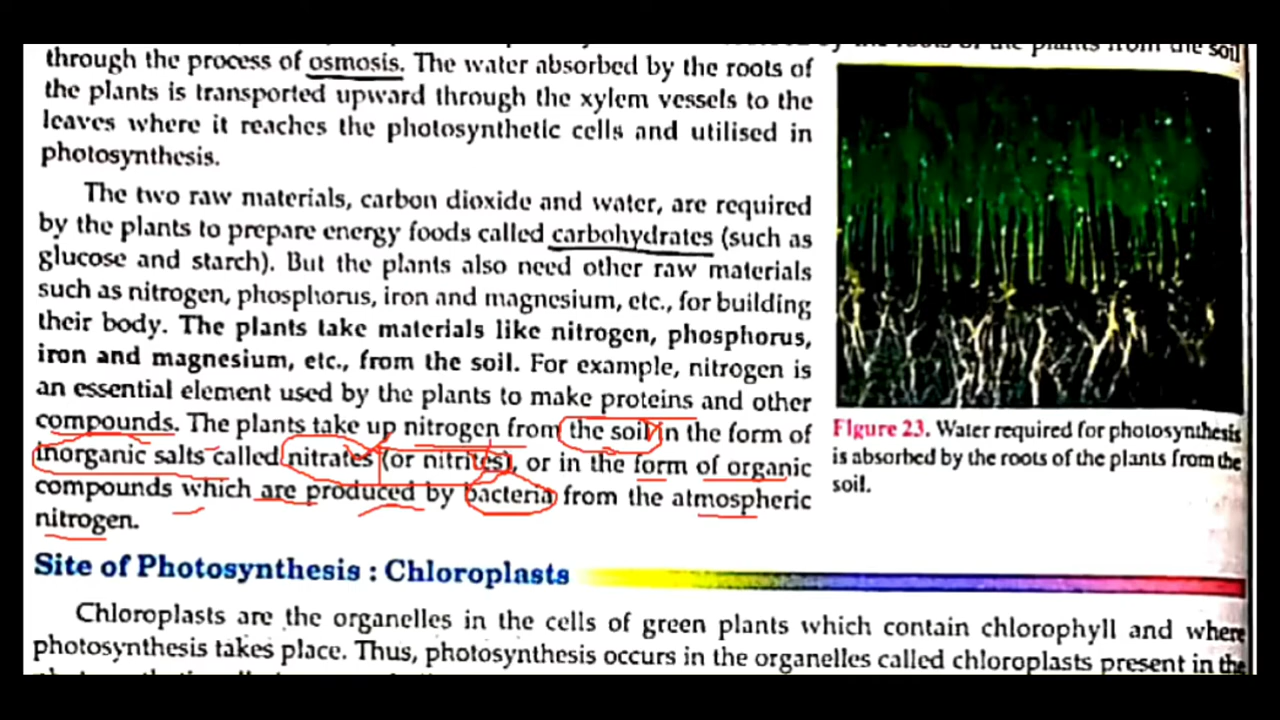 by the roots of the plants from the soil
through the process of osmosis. The water absorbed by the roots of
the plants is transported upward through the xylem vessels to the
leaves where it reaches the photosynthetic cells and utilised in
photosynthesis.
The two raw materials, carbon dioxide and water, are required
by the plants to prepare energy foods called carbohydrates (such as
glucose and starch). But the plants also need other raw materials
such as nitrogen, phosphorus, iron and magnesium, etc., for building
their body. The plants take materials like nitrogen, phosphorus,
iron and magnesium, etc., from the soil. For example, nitrogen is
an essential element used by the plants to make proteins and other
compounds. The plants take up nitrogen from the soil in the form of
inorganic salts called nitrates (or nitrites), or in the form of organic
compounds which are produced by bacteria from the atmospheric
nitrogen.
Figure 23. Water required for photosynthesis
is absorbed by the roots of the plants from the
soil.
Site of Photosynthesis : Chloroplasts
Chloroplasts are the organelles in the cells of green plants which contain chlorophyll and where
photosynthesis takes place. Thus, photosynthesis occurs in the organelles called chloroplasts present in the